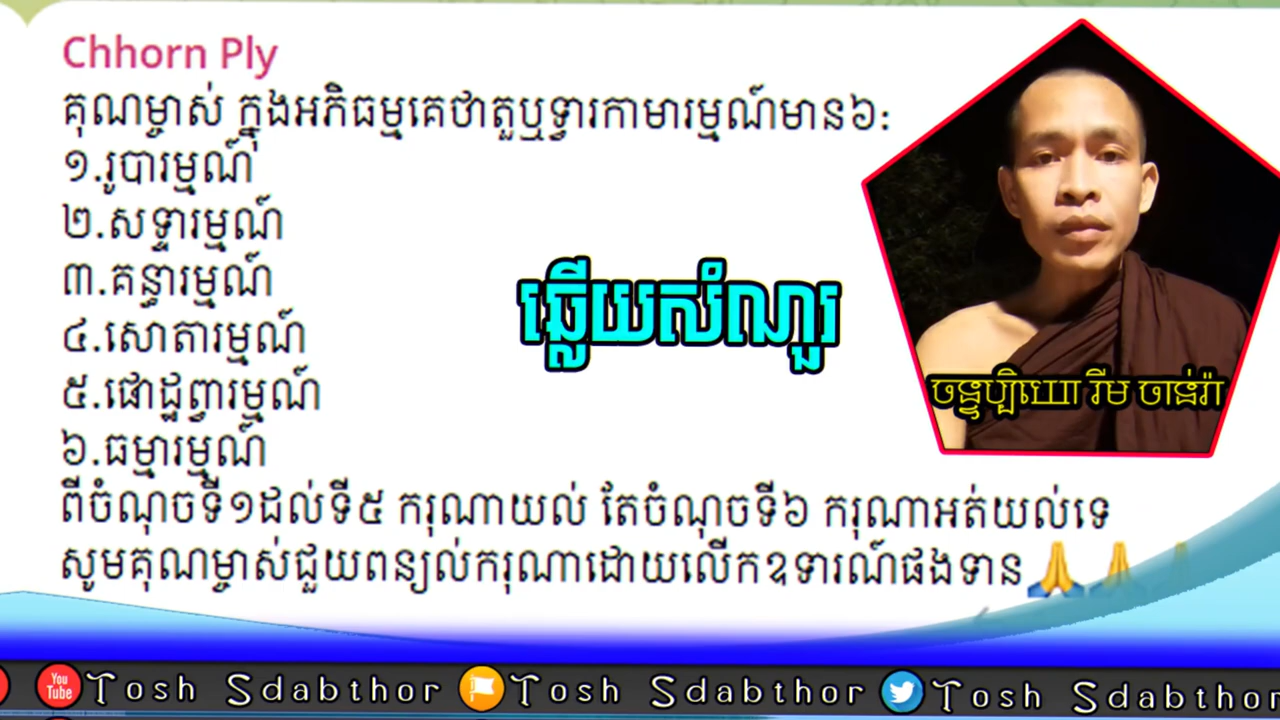 Chhorn Ply
គុណម្ចាស់ ក្នុងអភិធម្មគេថាតួឬទ្វារកាមារម្មណ៍មាន៦:
១.រូបារម្មណ៍
២.សទ្ទារម្មណ៍
៣.គន្ធារម្មណ៍
៤.សោតារម្មណ៍
៥.ផោដ្ឋព្វារម្មណ៍
៦.ធម្មារម្មណ៍
ពីចំណុចទី១ដល់ទី៥ ករុណាយល់ តែចំណុចទី៦ ករុណាអត់យល់ទេ
សូមគុណម្ចាស់ជួយពន្យល់ករុណាដោយលើកឧទារណ៍ផងទាន🙏🙏🙏
ឆ្លើយសំណួរ
ចន្ទប្បិយោ រីម ចាន់រ៉ា
You Tube Tosh Sdabthor Tosh Sdabthor Tosh Sdabthor